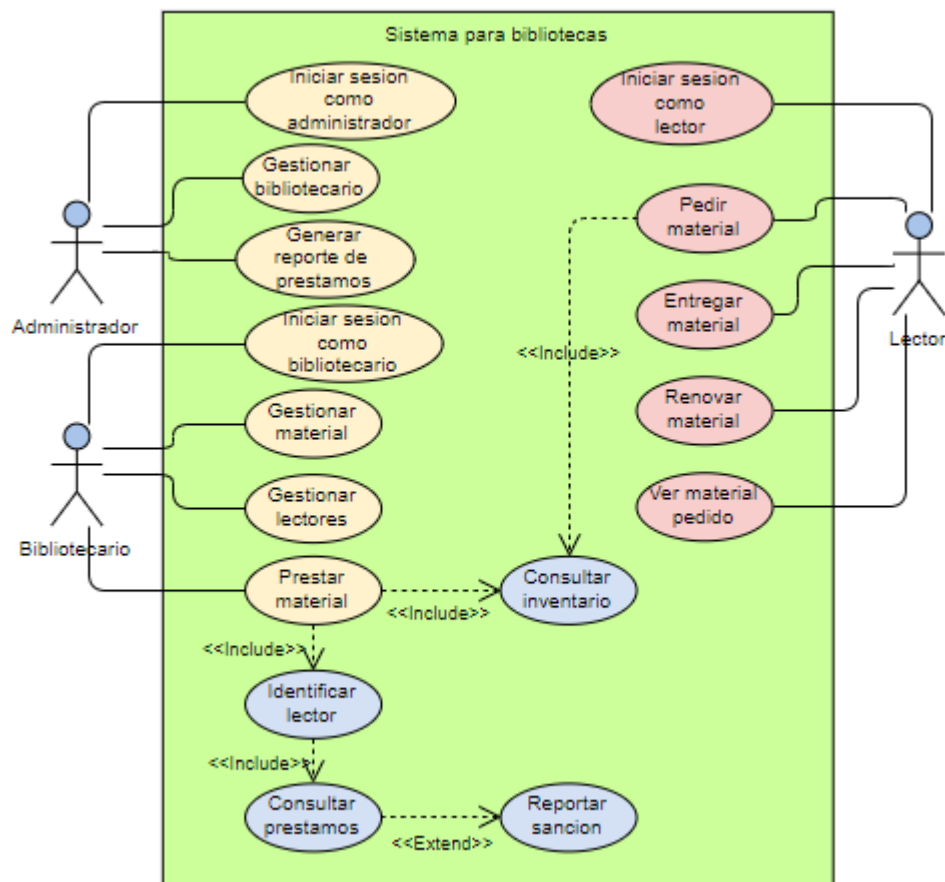 Sistema para bibliotecas
Iniciar sesion
como
administrador
Iniciar sesion
como
lector
Gestionar
bibliotecario
Pedir
material
Generar
reporte de
prestamos
Administrador
Entregar
material
Lector
Iniciar sesion
como
bibliotecario
<<Include>>
Renovar
material
Gestionar
material
Gestionar
lectores
Ver material
pedido
Bibliotecario
Prestar
material
<<Include>>
Consultar
inventario
<<Include>>
Identificar
lector
<<Include>>
Consultar
prestamos
<<Extend>>
Reportar
sancion